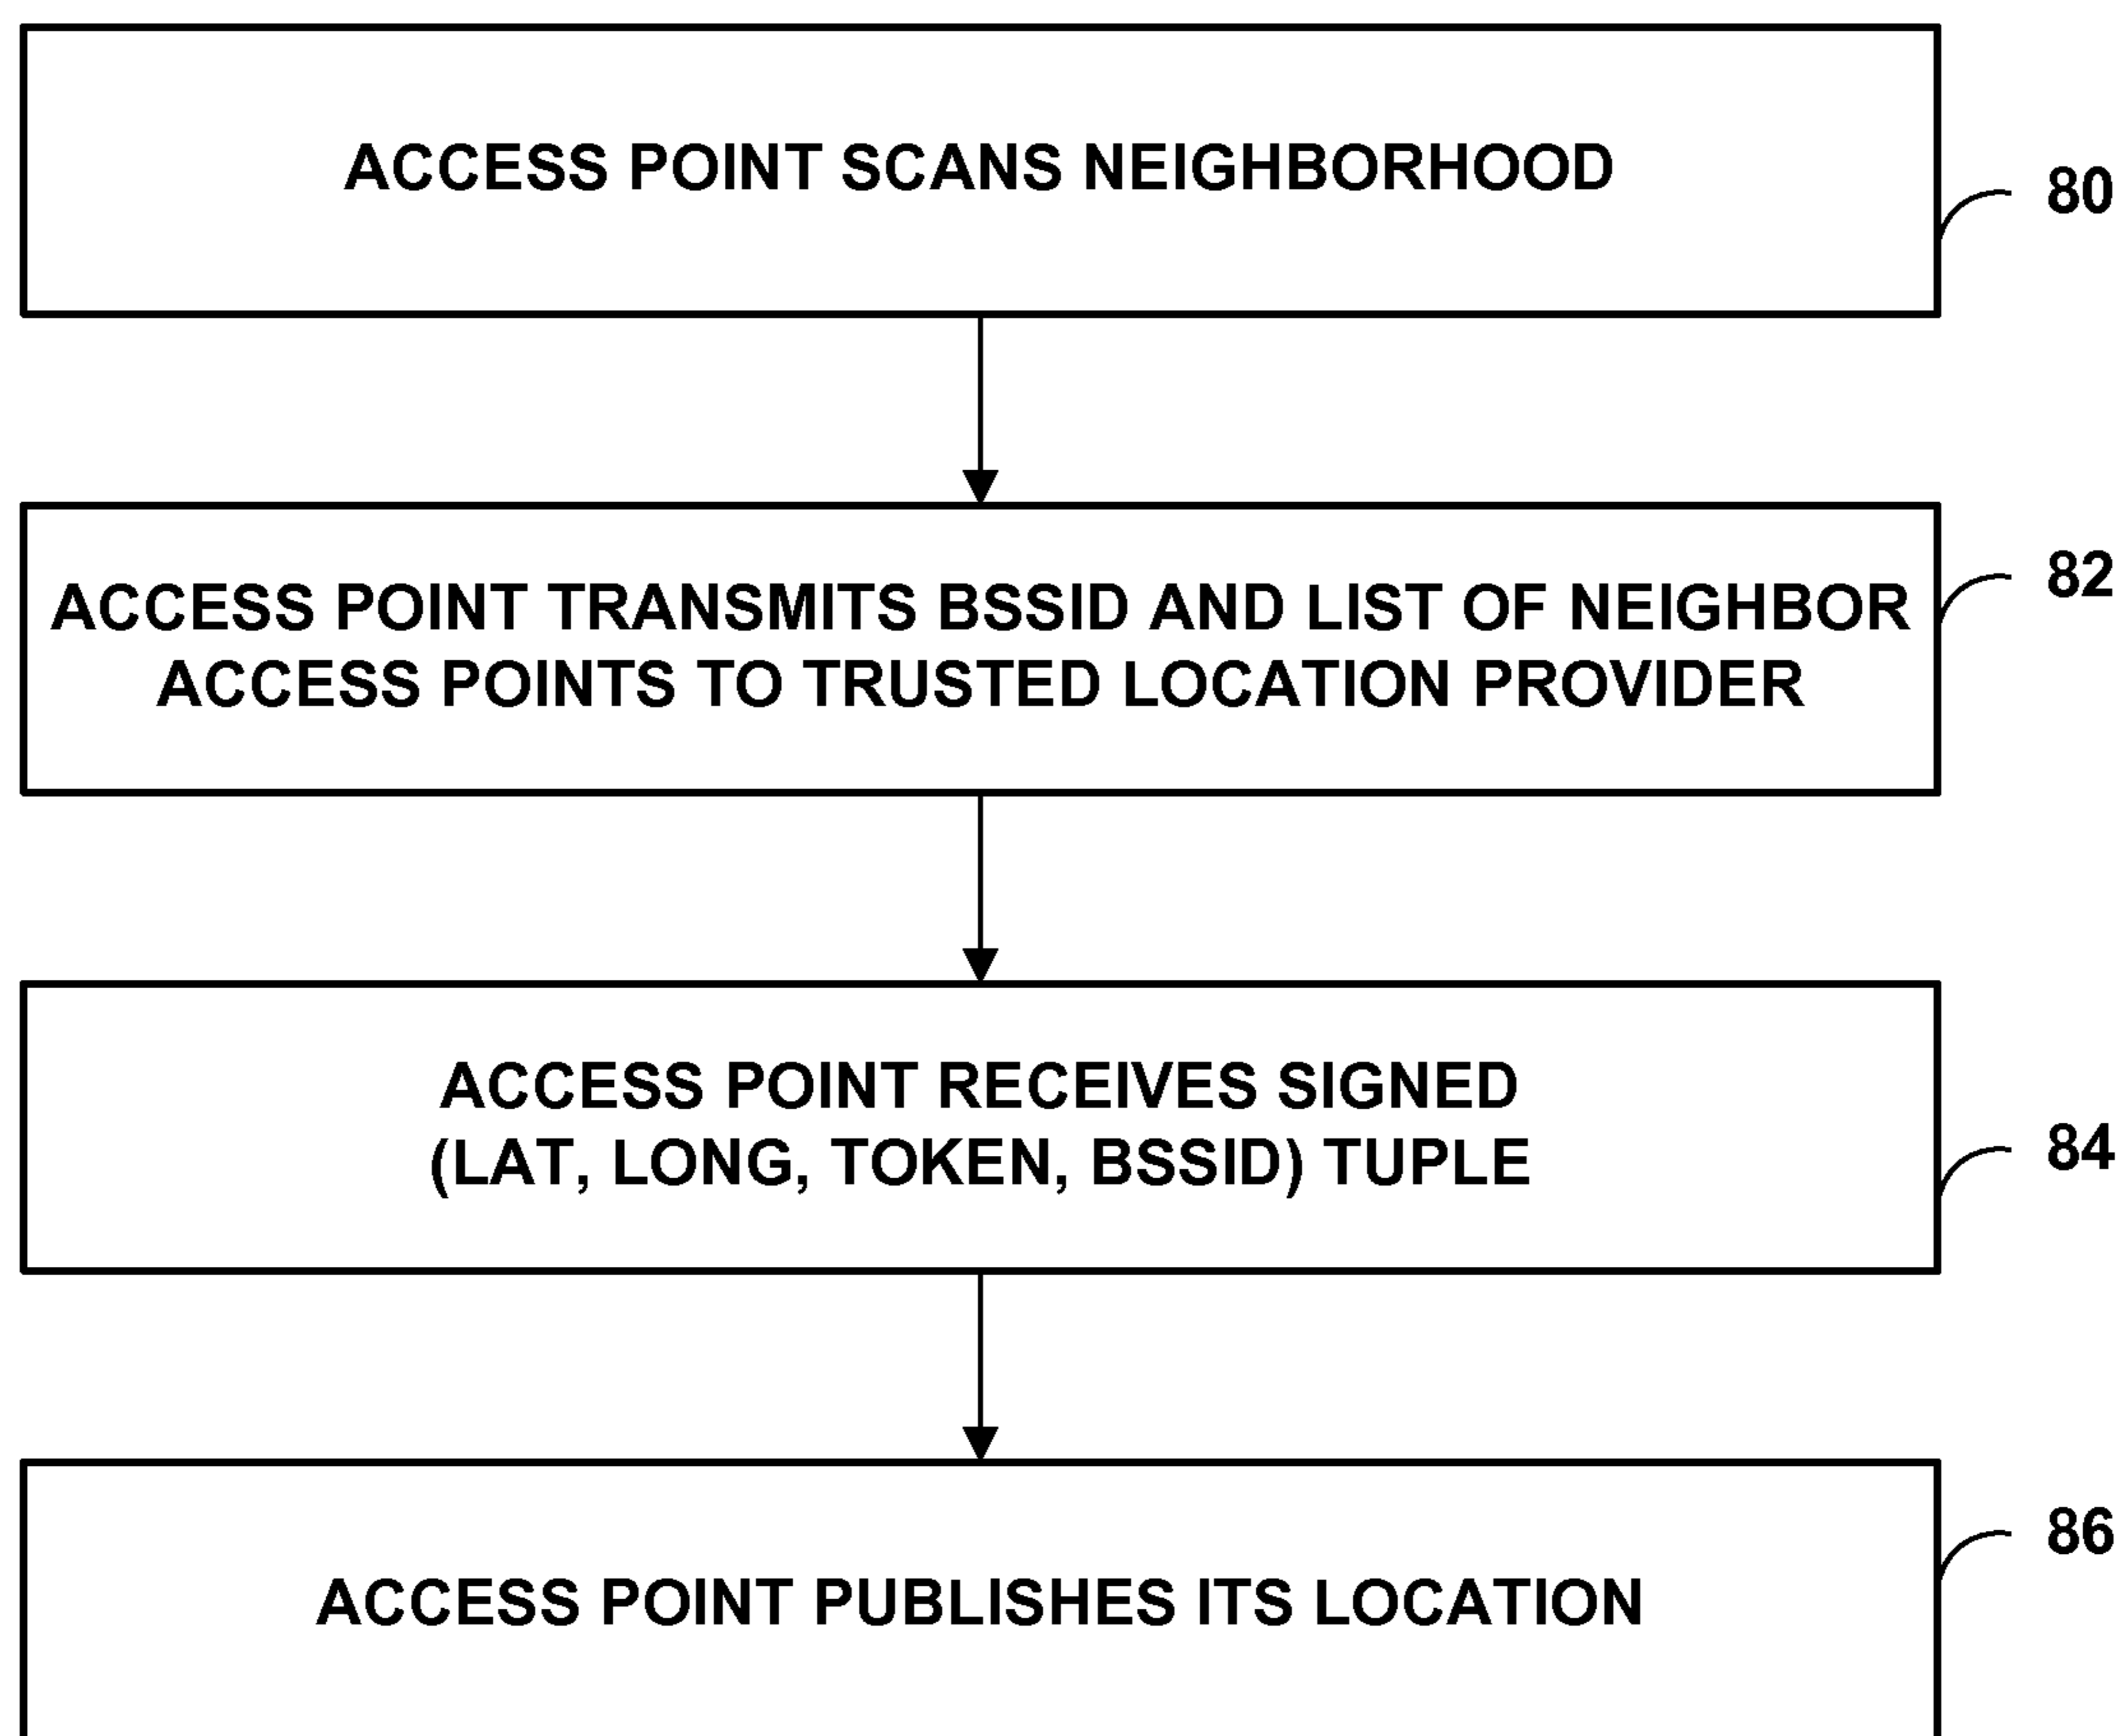 ACCESS POINT SCANS NEIGHBORHOOD
80
ACCESS POINT TRANSMITS BSSID AND LIST OF NEIGHBOR
ACCESS POINTS TO TRUSTED LOCATION PROVIDER
82
ACCESS POINT RECEIVES SIGNED
(LAT, LONG, TOKEN, BSSID) TUPLE
84
ACCESS POINT PUBLISHES ITS LOCATION
86